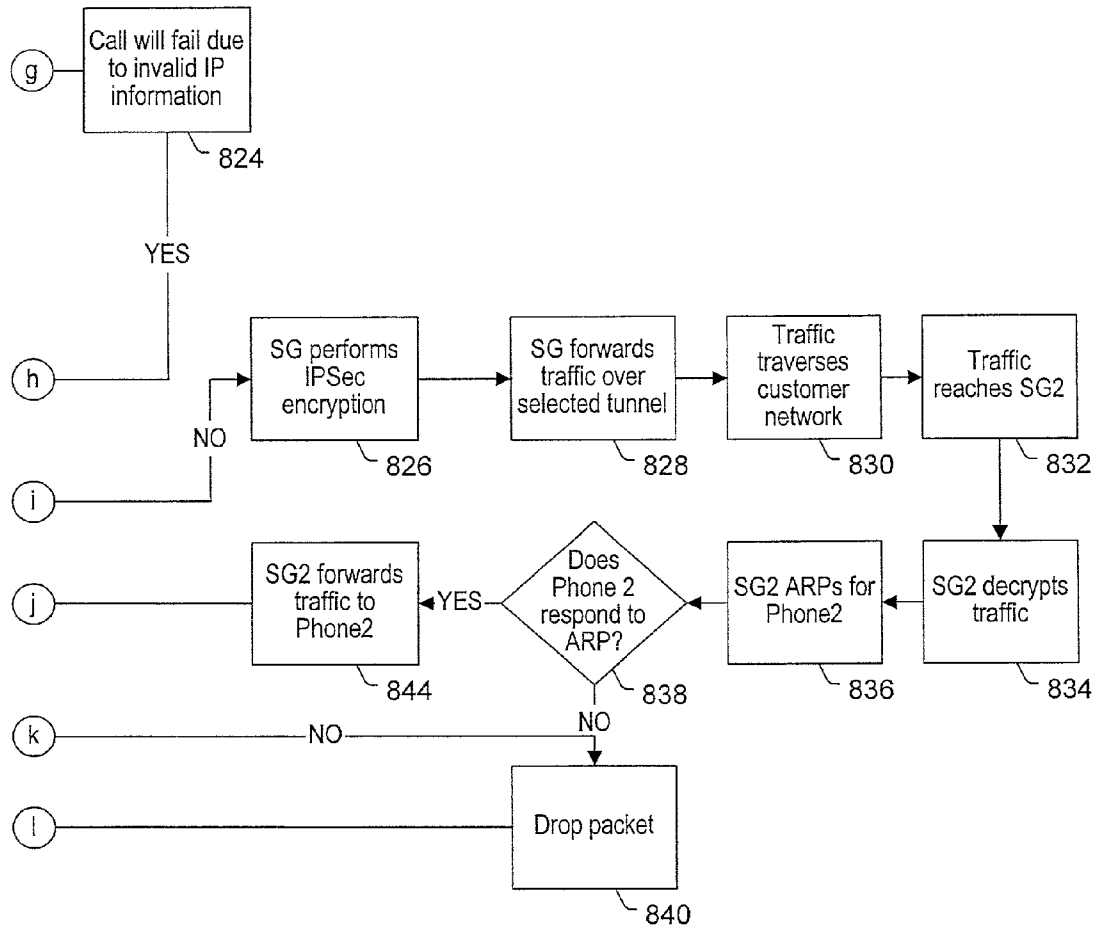 g
Call will fail due
to invalid IP
information
824
YES
h
SG performs
IPSec
encryption
826
SG forwards
traffic over
selected tunnel
828
Traffic
traverses
customer
network
830
Traffic
reaches SG2
832
NO
i
j
SG2 forwards
traffic to
Phone2
844
YES
Does
Phone 2
respond to
ARP?
838
SG2 ARPs for
Phone2
836
SG2 decrypts
traffic
834
NO
k
NO
l
Drop packet
840